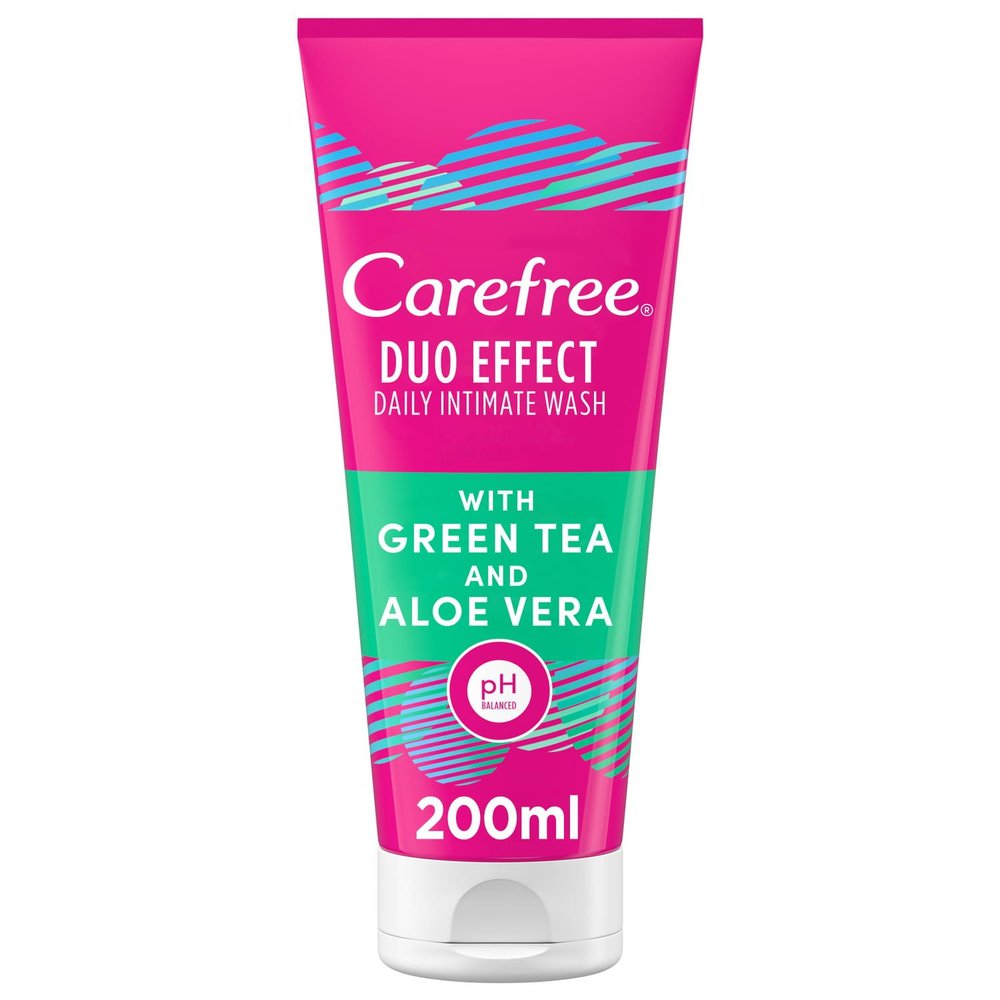 Carefree®
DUO EFFECT
DAILY INTIMATE WASH
WITH
GREEN TEA
AND
ALOE VERA
pH
BALANCED
200ml